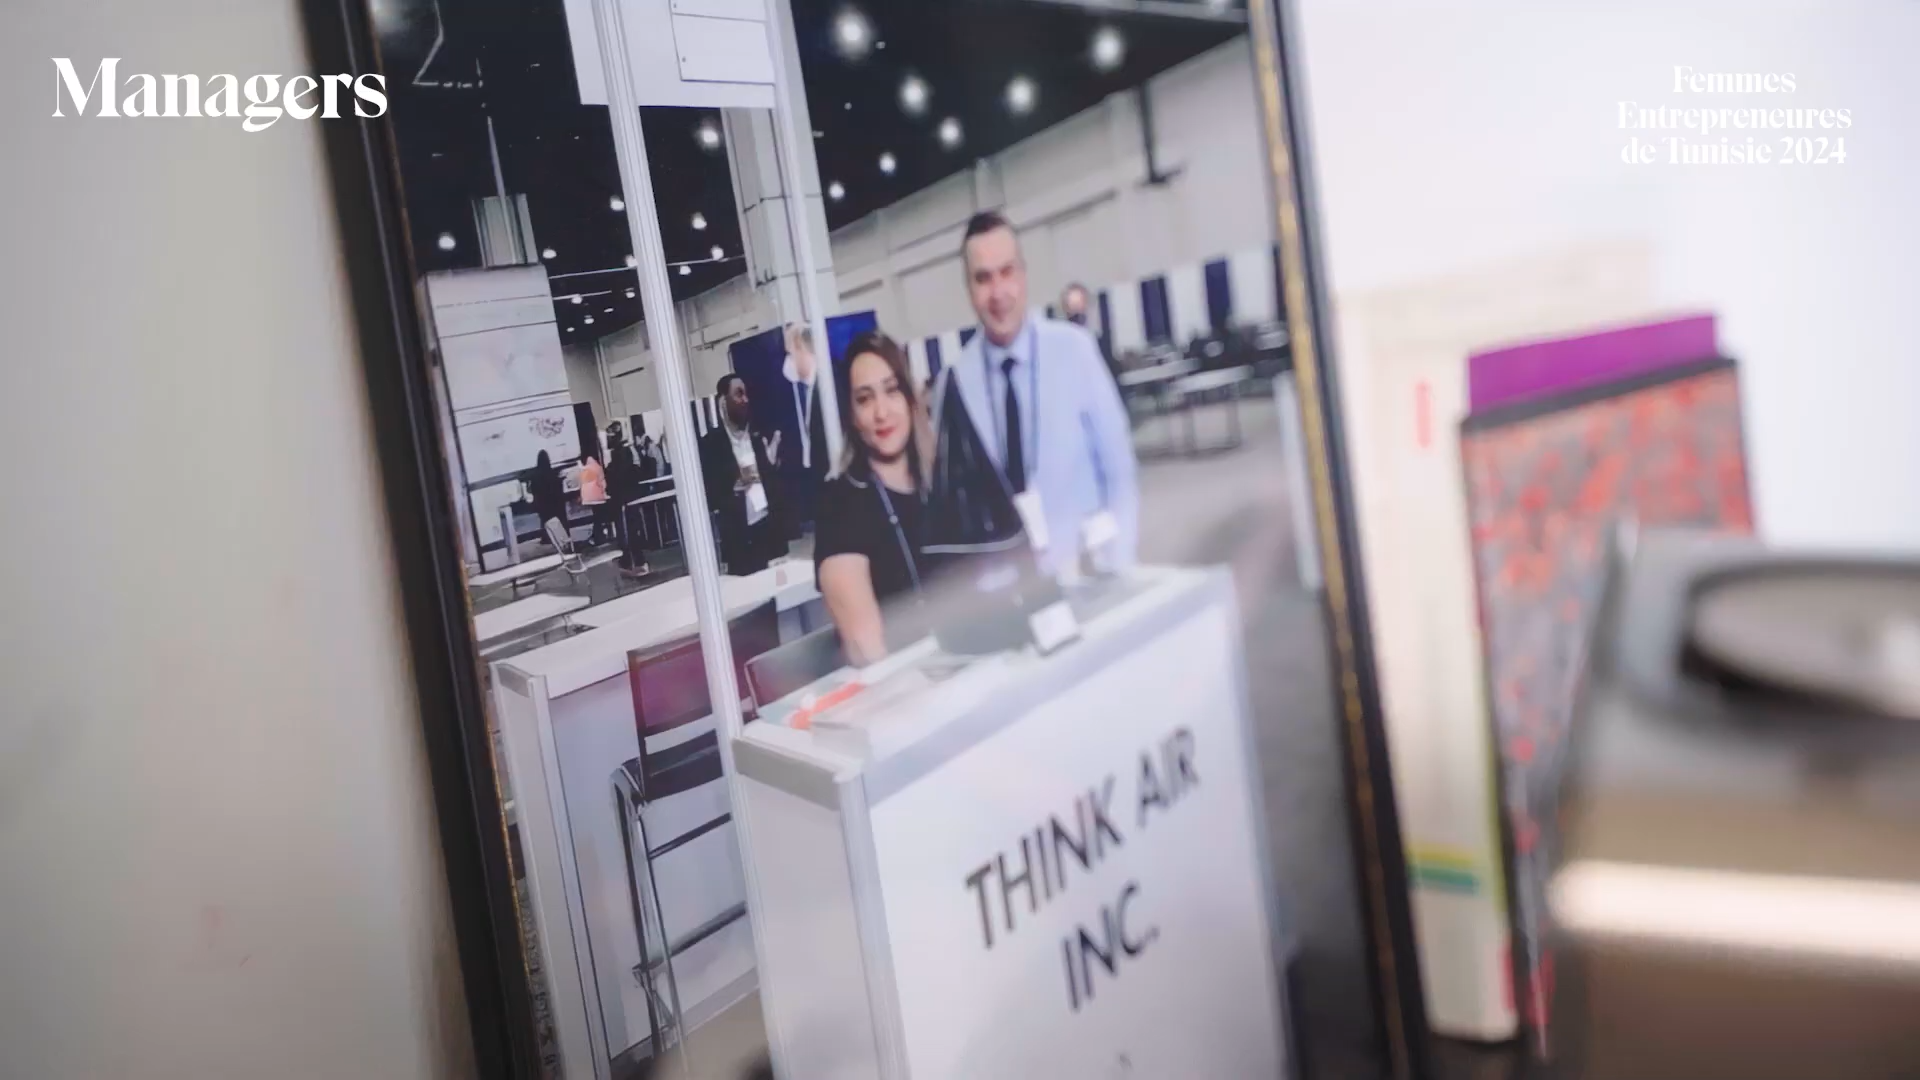 Managers
Femmes
Entrepreneures
de Tunisie 2024
THINK AIR
INC.